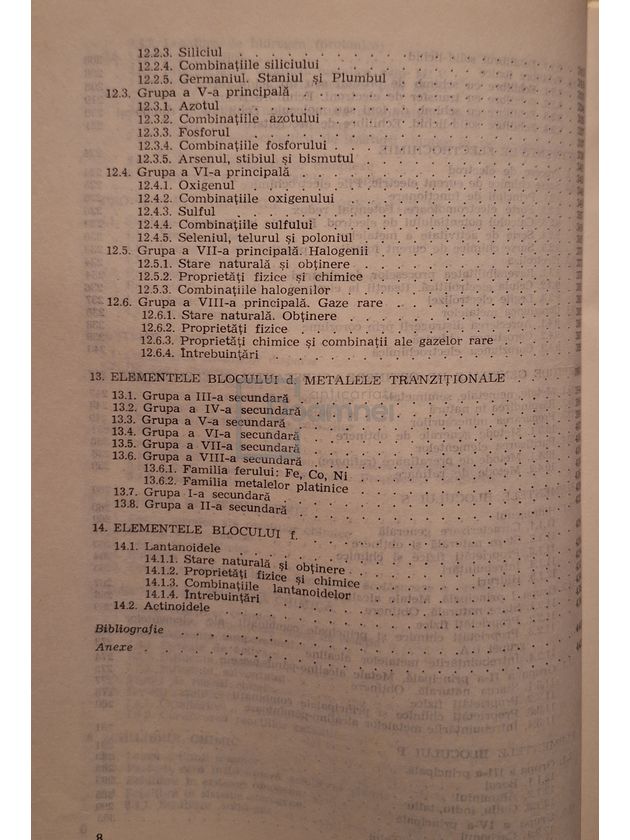 12.2.3. Siliciul
12.2.4. Combinațiile siliciului
12.2.5. Germaniul. Staniul și Plumbul
12.3. Grupa a V-a principală
12.3.1. Azotul
12.3.2. Combinațiile azotului
12.3.3. Fosforul
12.3.4. Combinațiile fosforului
12.3.5. Arsenul, stibiul și bismutul
12.4. Grupa a VI-a principală
12.4.1. Oxigenul
12.4.2. Combinațiile oxigenului
12.4.3. Sulful
12.4.4. Combinațiile sulfului
12.4.5. Seleniul, telurul și poloniul
12.5. Grupa a VII-a principală. Halogenii
12.5.1. Stare naturală și obținere
12.5.2. Proprietăți fizice și chimice
12.5.3. Combinațiile halogenilor
12.6. Grupa a VIII-a principală. Gaze rare
12.6.1. Stare naturală. Obținere
12.6.2. Proprietăți fizice
12.6.3. Proprietăți chimice și combinații ale gazelor rare
12.6.4. Întrebuințări
13. ELEMENTELE BLOCULUI d. METALELE TRANZIȚIONALE
13.1. Grupa a III-a secundară
13.2. Grupa a IV-a secundară
13.3. Grupa a V-a secundară
13.4. Grupa a VI-a secundară
13.5. Grupa a VII-a secundară
13.6. Grupa a VIII-a secundară
13.6.1. Familia ferului: Fe, Co, Ni
13.6.2. Familia metalelor platinice
13.7. Grupa I-a secundară
13.8. Grupa a II-a secundară
14. ELEMENTELE BLOCULUI f.
14.1. Lantanoidele
14.1.1. Stare naturală și obținere
14.1.2. Proprietăți fizice și chimice
14.1.3. Combinațiile lantanoidelor
14.1.4. Întrebuințări
14.2. Actinoidele
Bibliografie
Anexe
8